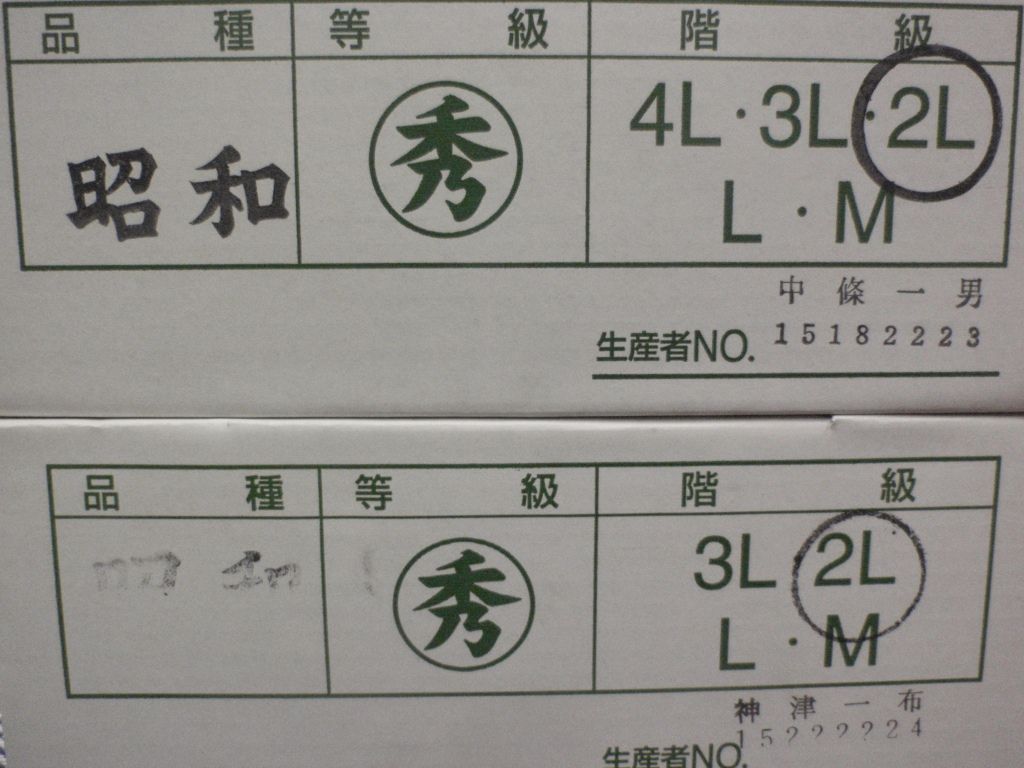 品種 等級 階級
昭和 秀 4L・3L・2L
L・M
中條一男
生産者NO. 15182223
品種 等級 階級
昭和 秀 3L 2L
L・M
神津一布
生産者NO. 15222224